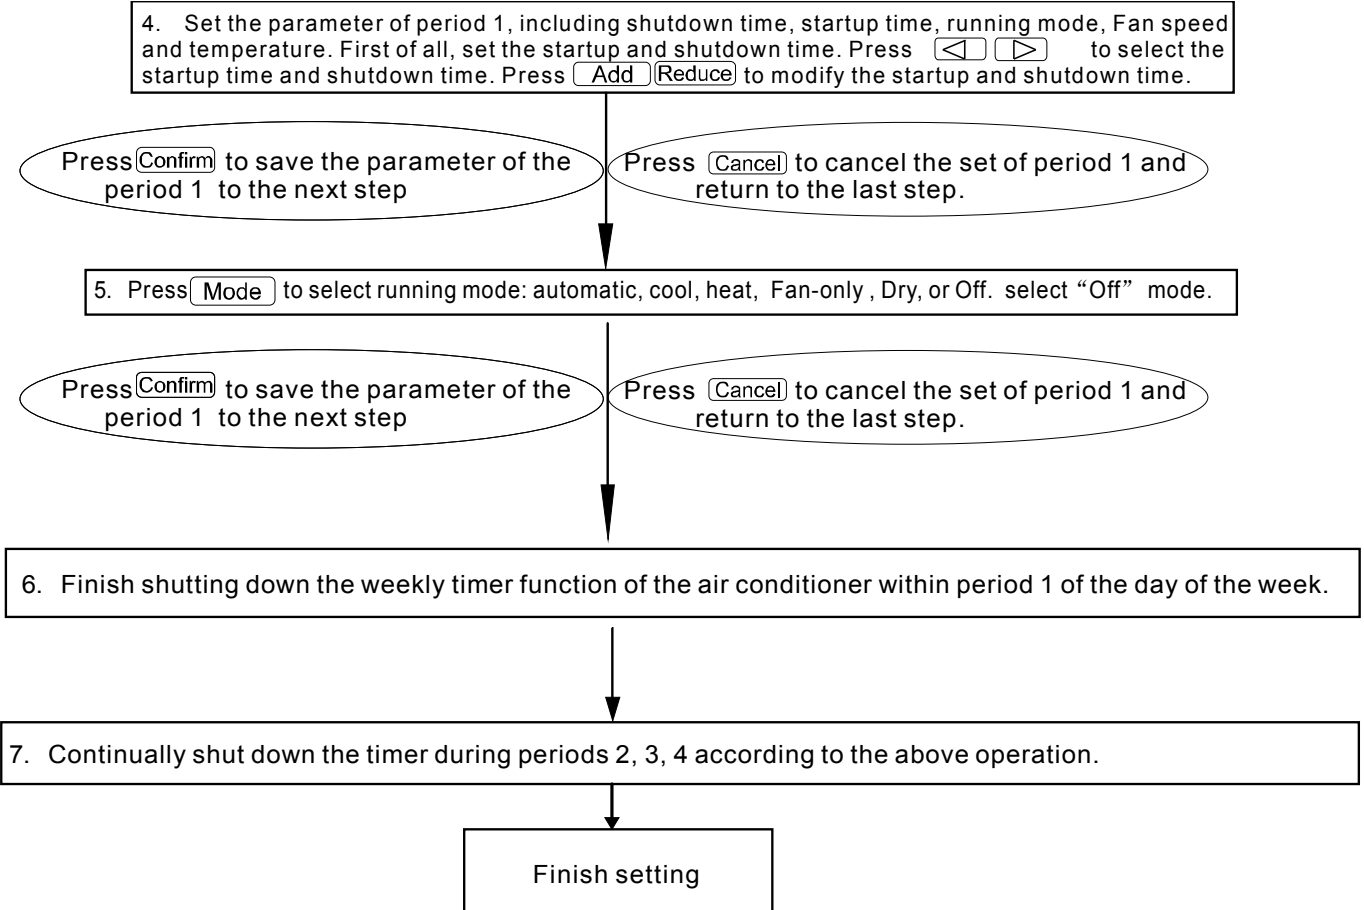 4. Set the parameter of period 1, including shutdown time, startup time, running mode, Fan speed
and temperature. First of all, set the startup and shutdown time. Press ◁ ▷ to select the
startup time and shutdown time. Press Add Reduce to modify the startup and shutdown time.
Press Confirm to save the parameter of the
period 1 to the next step
Press Cancel to cancel the set of period 1 and
return to the last step.
5. Press Mode to select running mode: automatic, cool, heat, Fan-only , Dry, or Off. select “Off” mode.
Press Confirm to save the parameter of the
period 1 to the next step
Press Cancel to cancel the set of period 1 and
return to the last step.
6. Finish shutting down the weekly timer function of the air conditioner within period 1 of the day of the week.
7. Continually shut down the timer during periods 2, 3, 4 according to the above operation.
Finish setting